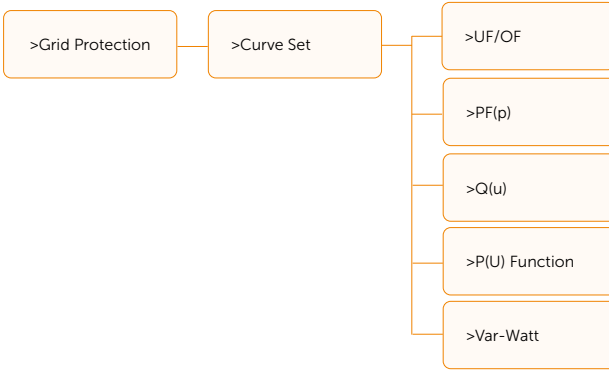 >Grid Protection
>Curve Set
>UF/OF
>PF(p)
>Q(u)
>P(U) Function
>Var-Watt